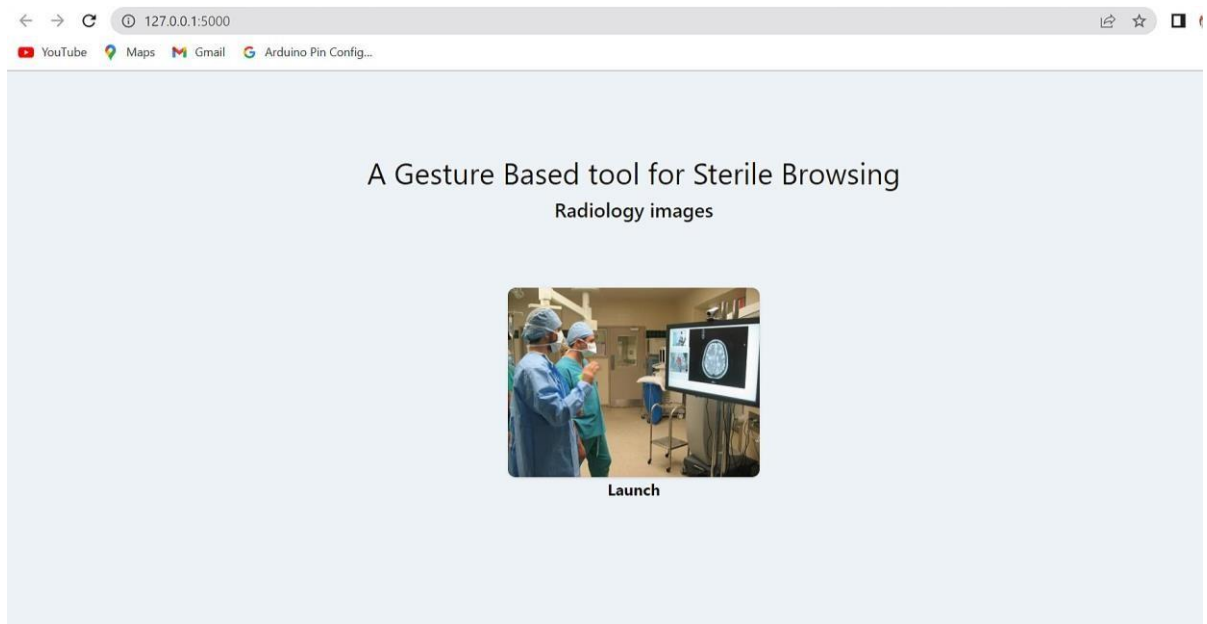 127.0.0.1:5000
YouTube Maps Gmail Arduino Pin Config...
A Gesture Based tool for Sterile Browsing
Radiology images
Launch